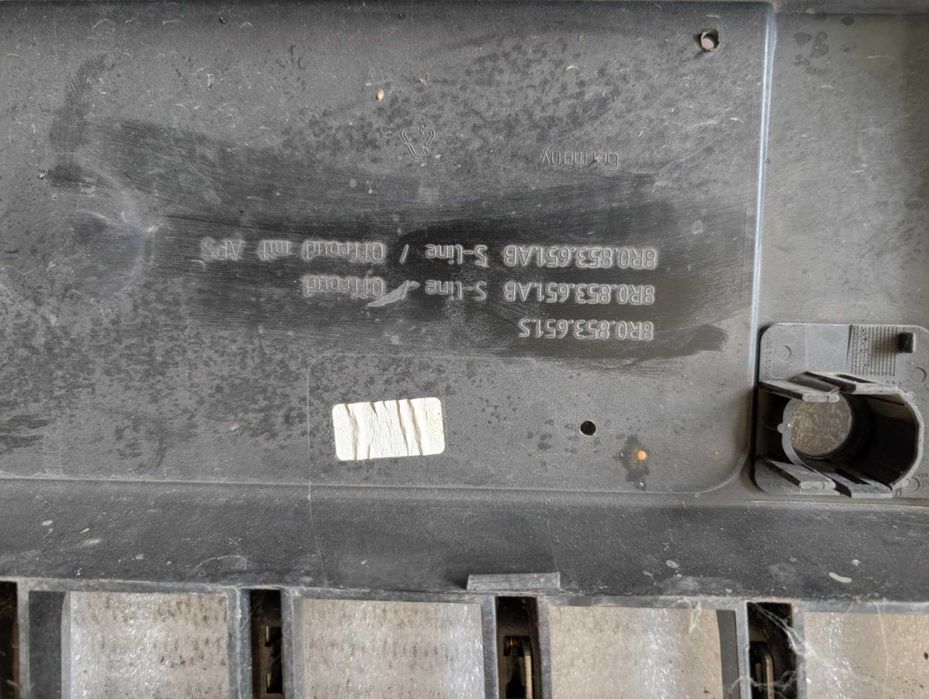 8R0.853.651.S
8R0.853.651.AB S-line / Offroad
8R0.853.651.AB S-line / Offroad mit APS
Germany